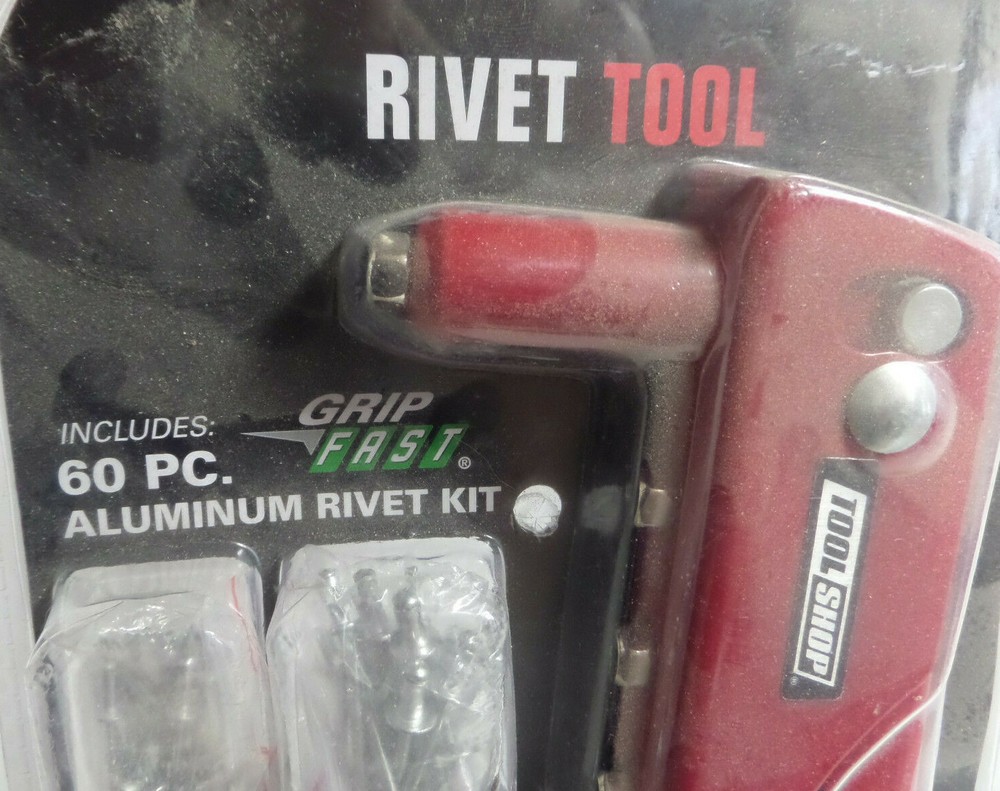 RIVET TOOL
INCLUDES:
60 PC.
GRIP
FAST®
ALUMINUM RIVET KIT
TOOL SHOP®